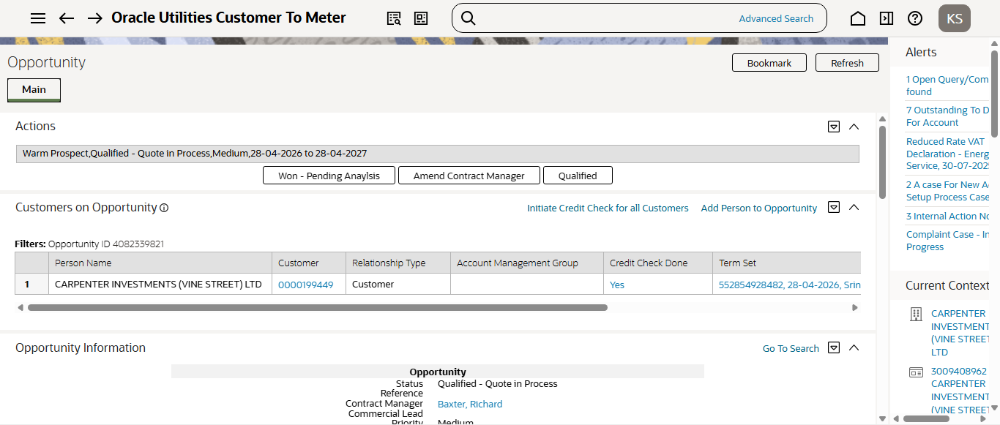 Oracle Utilities Customer To Meter
Advanced Search
KS
Opportunity
Bookmark
Refresh
Main
Actions
Warm Prospect,Qualified - Quote in Process,Medium,28-04-2026 to 28-04-2027
Won - Pending Anaylsis
Amend Contract Manager
Qualified
Customers on Opportunity
Initiate Credit Check for all Customers
Add Person to Opportunity
Filters: Opportunity ID 4082339821
Person Name Customer Relationship Type Account Management Group Credit Check Done Term Set
1 CARPENTER INVESTMENTS (VINE STREET) LTD 0000199449 Customer Yes 552854928482, 28-04-2026, Srin
Opportunity Information
Go To Search
Opportunity
Status Qualified - Quote in Process
Reference
Contract Manager Baxter, Richard
Commercial Lead
Priority Medium
Alerts
1 Open Query/Com
found
7 Outstanding To D
For Account
Reduced Rate VAT
Declaration - Energ
Service, 30-07-202
2 A case For New A
Setup Process Case
3 Internal Action No
Complaint Case - In
Progress
Current Context
CARPENTER
INVESTMENT
(VINE STREET
LTD
3009408962
CARPENTER
INVESTMENT
(VINE STREET